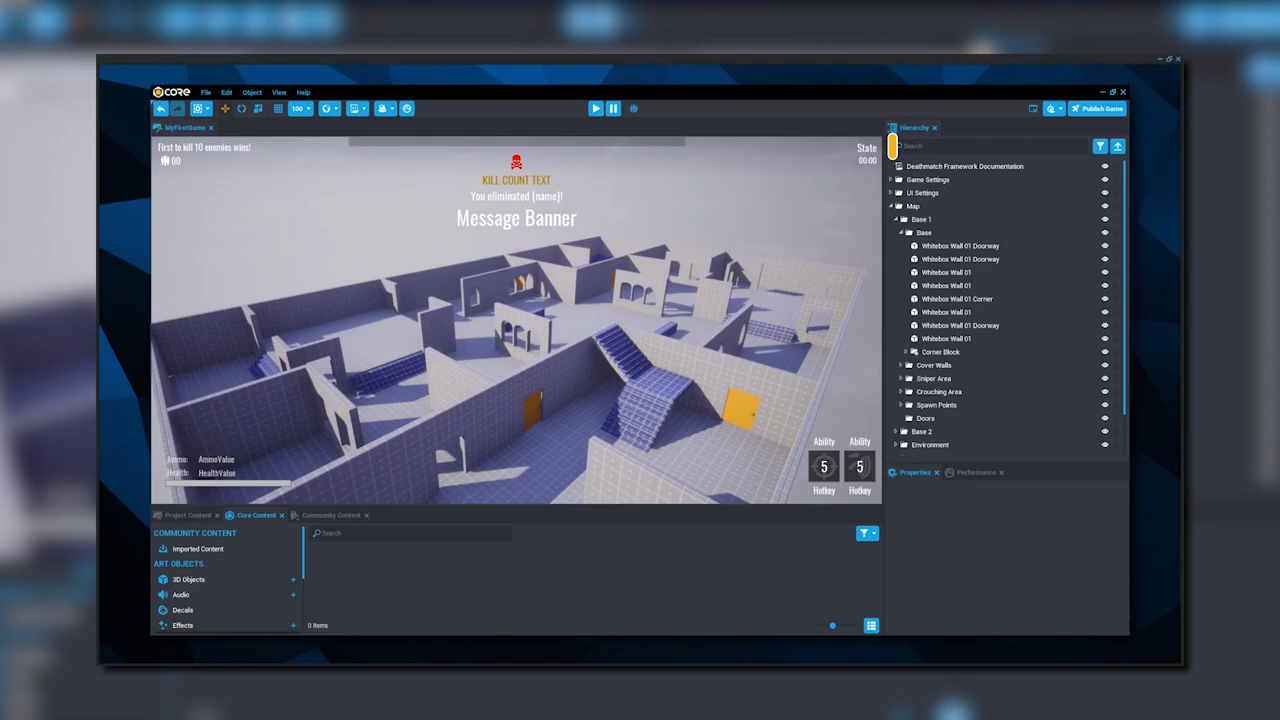 CORE File Edit Object View Help
100 Publish Game
MyFirstGame
Hierarchy
First to kill 10 enemies wins!
00
State
00:00
KILL COUNT TEXT
You eliminated {name}!
Message Banner
Ammo: AmmoValue
Health: HealthValue
Ability Ability
5 5
Hotkey Hotkey
Search
Deathmatch Framework Documentation
Game Settings
UI Settings
Map
Base 1
Base
Whitebox Wall 01 Doorway
Whitebox Wall 01 Doorway
Whitebox Wall 01
Whitebox Wall 01
Whitebox Wall 01 Corner
Whitebox Wall 01
Whitebox Wall 01 Doorway
Whitebox Wall 01
Corner Block
Cover Walls
Sniper Area
Crouching Area
Spawn Points
Doors
Base 2
Environment
Properties Performance
Project Content Core Content Community Content
COMMUNITY CONTENT
Imported Content
ART OBJECTS
3D Objects
Audio
Decals
Effects
Search
0 Items